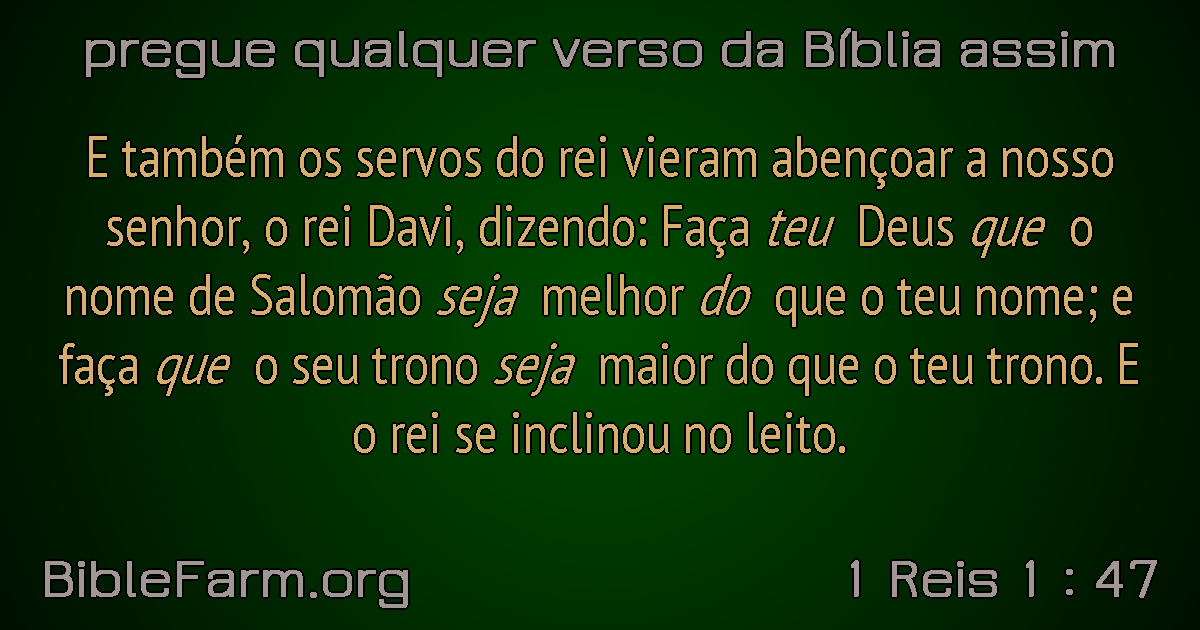 pregue qualquer verso da Bíblia assim
E também os servos do rei vieram abençoar a nosso
senhor, o rei Davi, dizendo: Faça teu Deus que o
nome de Salomão seja melhor do que o teu nome; e
faça que o seu trono seja maior do que o teu trono. E
o rei se inclinou no leito.
BibleFarm.org
1 Reis 1 : 47